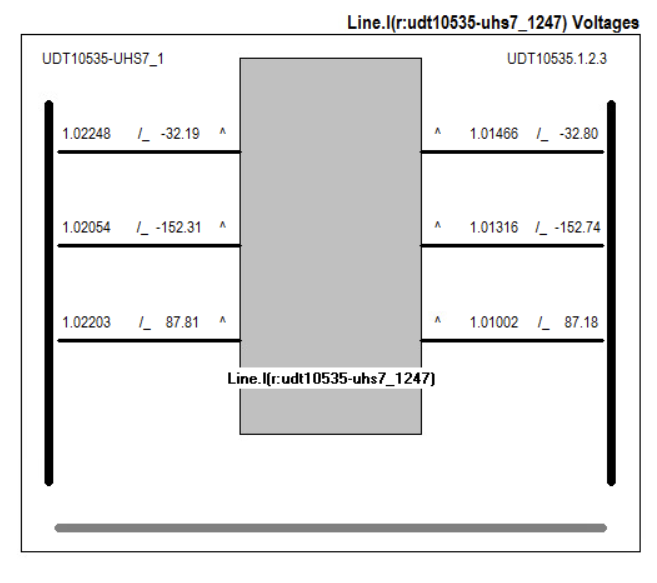 Line.I(r:udt10535-uhs7_1247) Voltages
UDT10535-UHS7_1 UDT10535.1.2.3
1.02248 /_ -32.19 ^ ^ 1.01466 /_ -32.80
1.02054 /_ -152.31 ^ ^ 1.01316 /_ -152.74
1.02203 /_ 87.81 ^ ^ 1.01002 /_ 87.18
Line.I(r:udt10535-uhs7_1247)